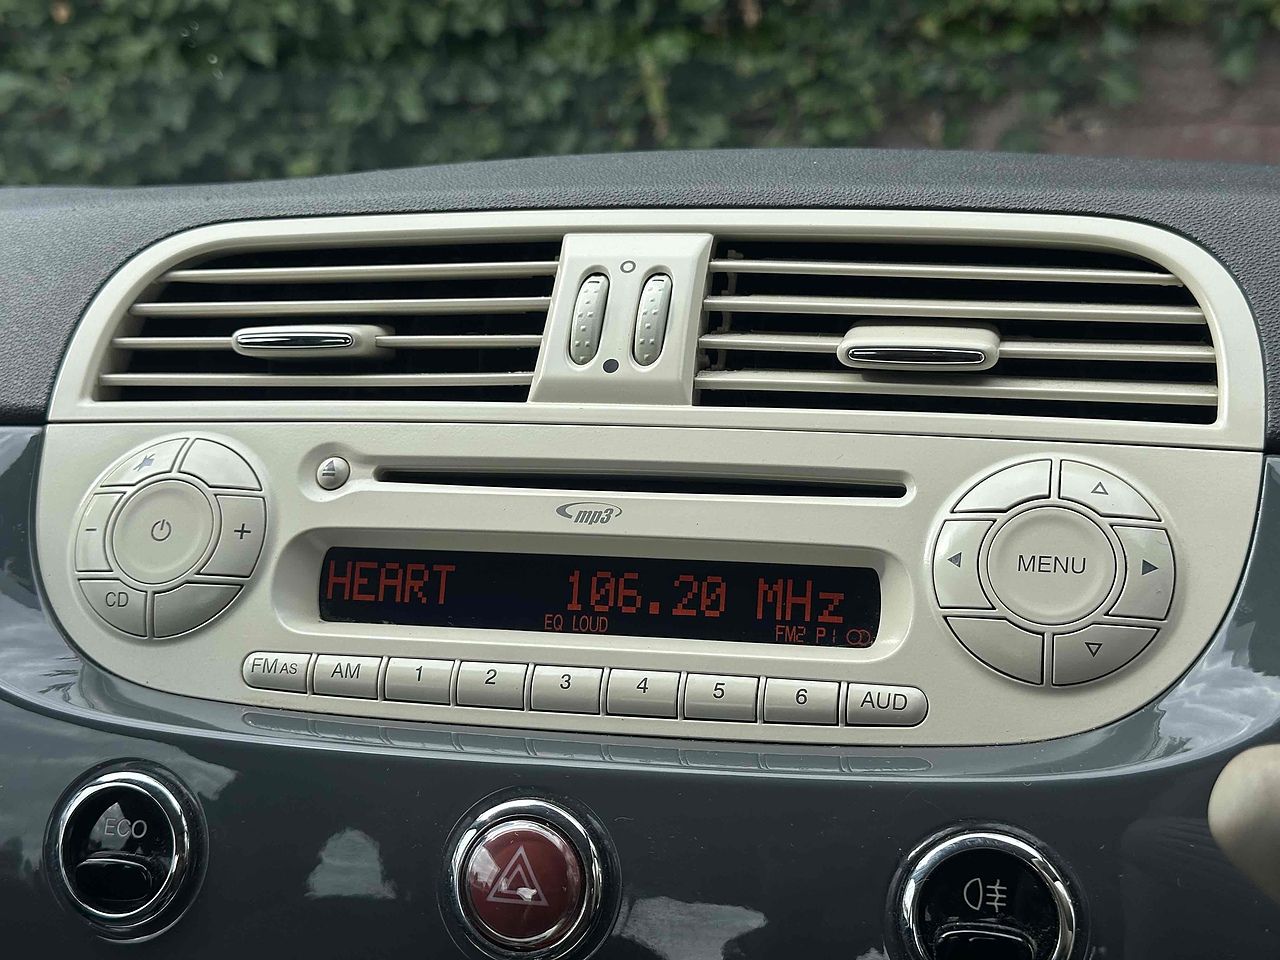 mp3
HEART 106.20 MHz
EQ LOUD FM2 P1
- +
CD
MENU
FM AS AM 1 2 3 4 5 6 AUD
ECO